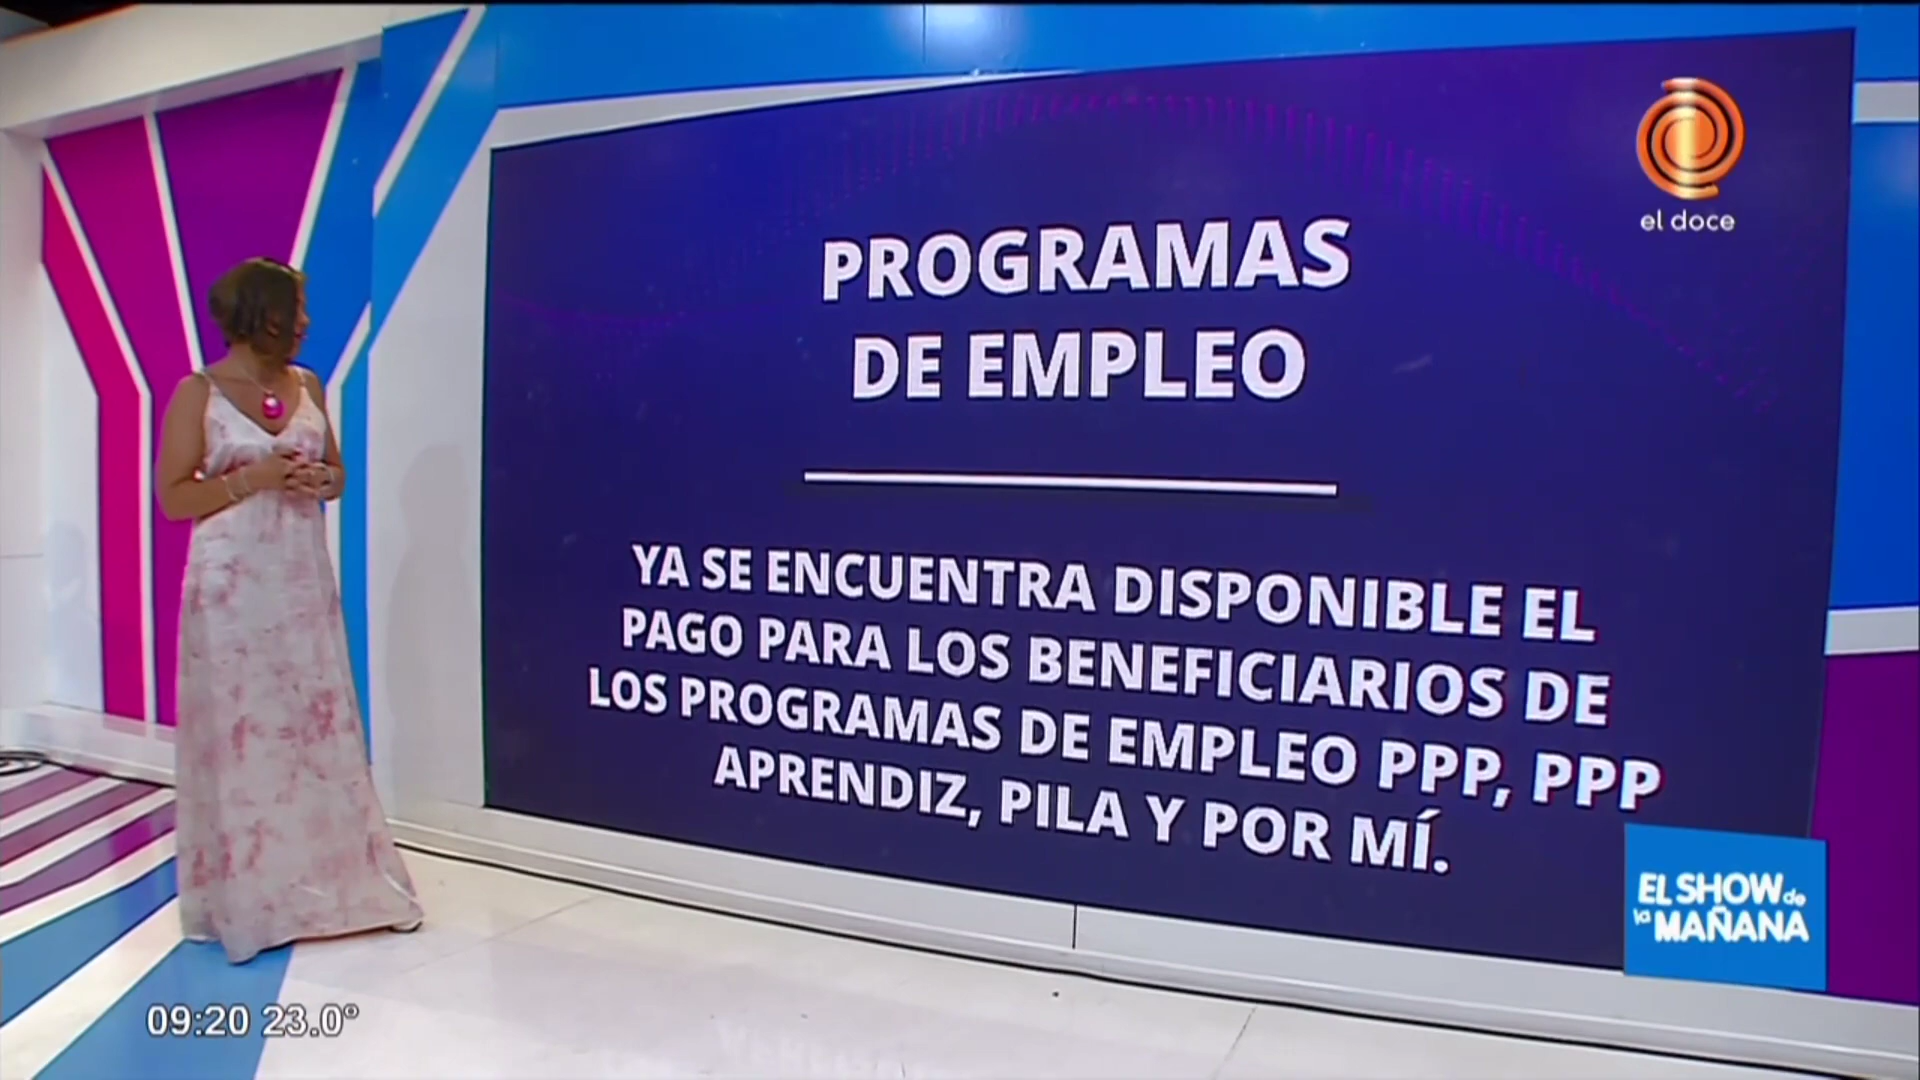 el doce
PROGRAMAS
DE EMPLEO
YA SE ENCUENTRA DISPONIBLE EL
PAGO PARA LOS BENEFICIARIOS DE
LOS PROGRAMAS DE EMPLEO PPP, PPP
APRENDIZ, PILA Y POR MÍ.
EL SHOW de
la MAÑANA
09:20 23.0°